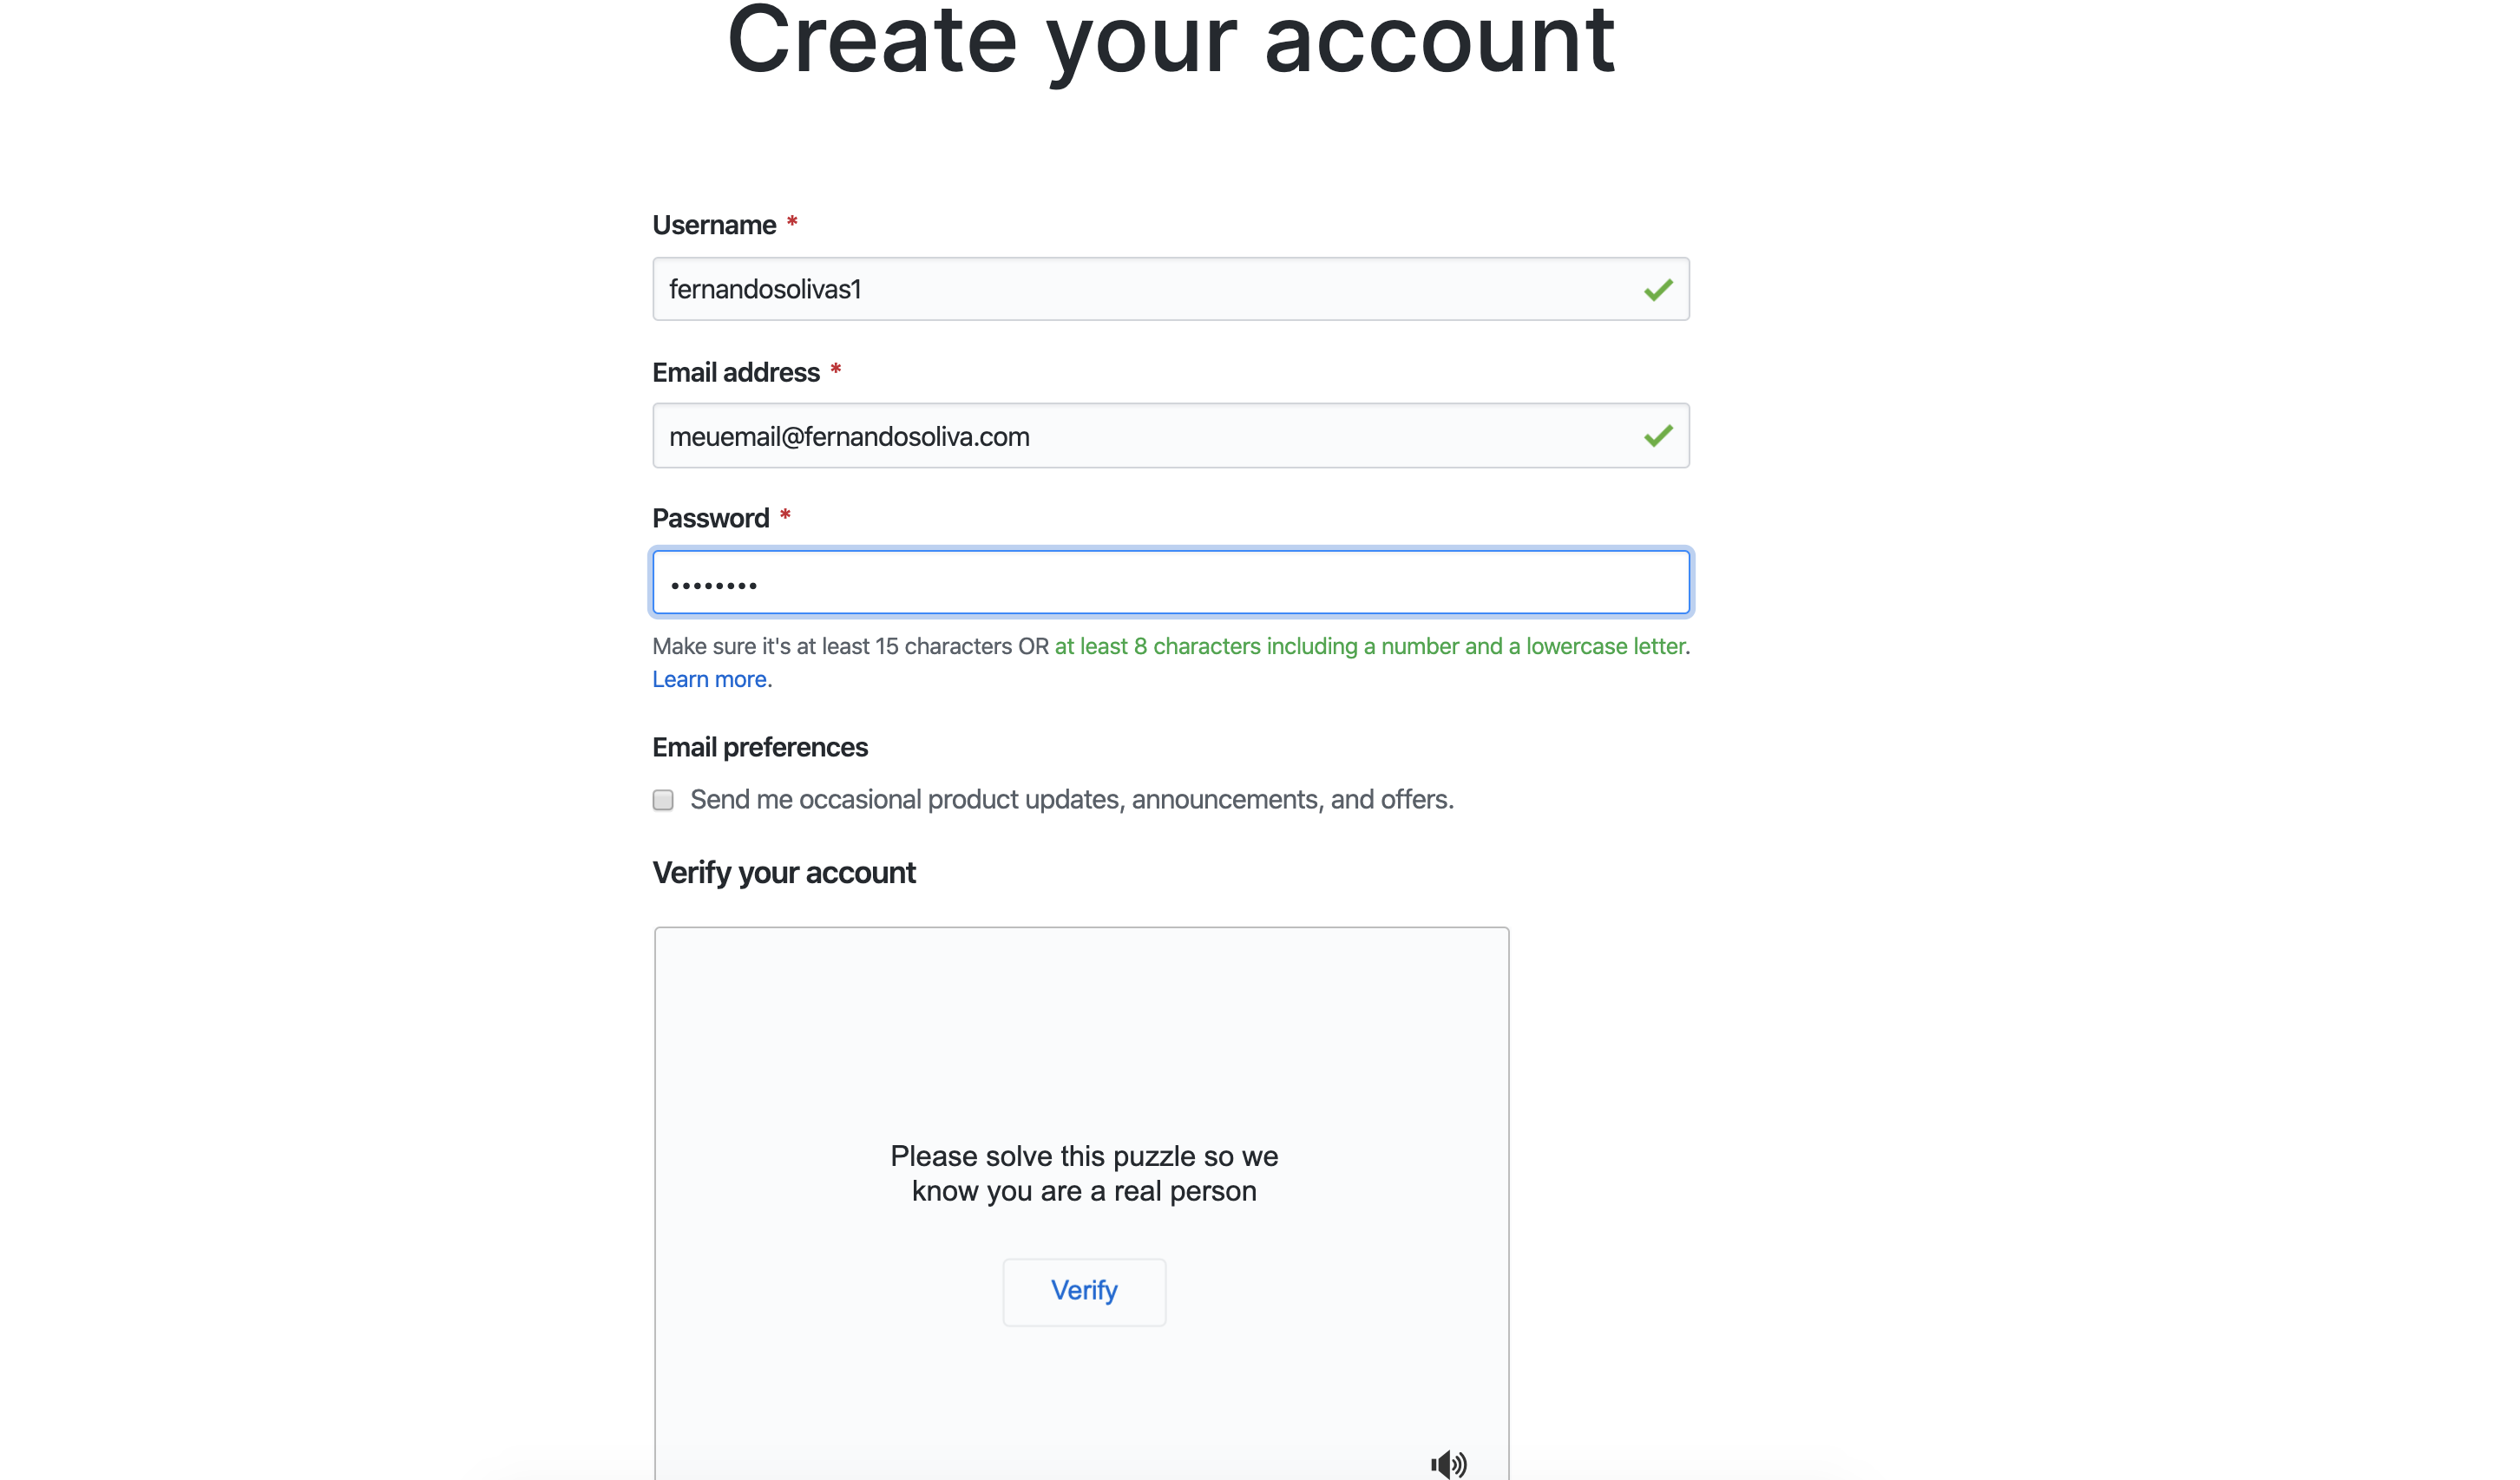 Create your account
Username *
fernandosolivas1
Email address *
meuemail@fernandosoliva.com
Password *
••••••••
Make sure it's at least 15 characters OR at least 8 characters including a number and a lowercase letter.
Learn more.
Email preferences
Send me occasional product updates, announcements, and offers.
Verify your account
Please solve this puzzle so we
know you are a real person
Verify